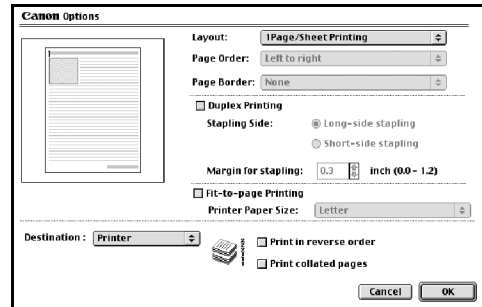 Canon Options
Layout: 1Page/Sheet Printing
Page Order: Left to right
Page Border: None
Duplex Printing
Stapling Side: Long-side stapling
Short-side stapling
Margin for stapling: 0.3 inch (0.0 - 1.2)
Fit-to-page Printing
Printer Paper Size: Letter
Destination : Printer
Print in reverse order
Print collated pages
Cancel OK